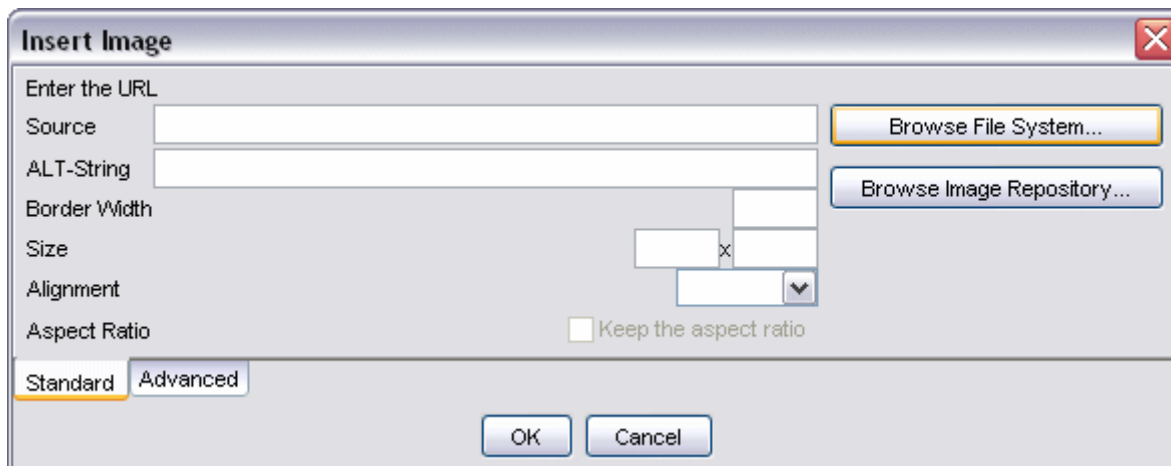 Insert Image
Enter the URL
Source
Browse File System...
ALT-String
Browse Image Repository...
Border Width
Size
x
Alignment
Aspect Ratio
Keep the aspect ratio
Standard
Advanced
OK
Cancel